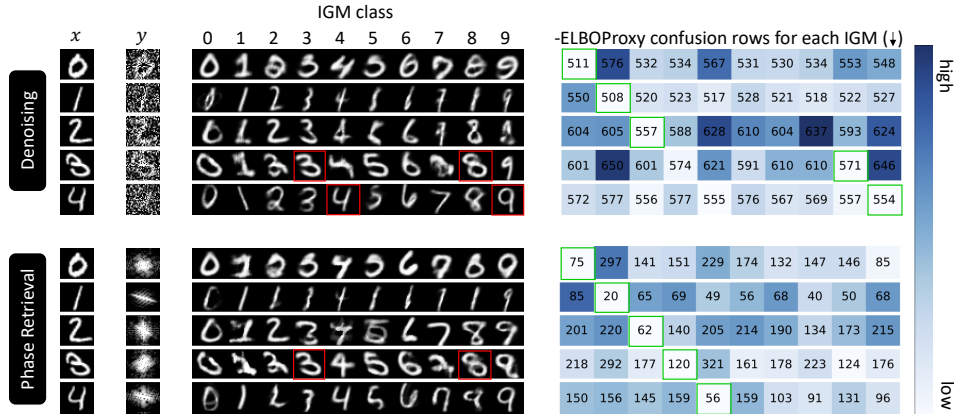 IGM class
x y 0 1 2 3 4 5 6 7 8 9 -ELBOProxy confusion rows for each IGM (↓)
Denoising
511 576 532 534 567 531 530 534 553 548
550 508 520 523 517 528 521 518 522 527
604 605 557 588 628 610 604 637 593 624
601 650 601 574 621 591 610 610 571 646
572 577 556 577 555 576 567 569 557 554
Phase Retrieval
75 297 141 151 229 174 132 147 146 85
85 20 65 69 49 56 68 40 50 68
201 220 62 140 205 214 190 134 173 215
218 292 177 120 321 161 178 223 124 176
150 156 145 159 56 159 103 91 131 96
high
low